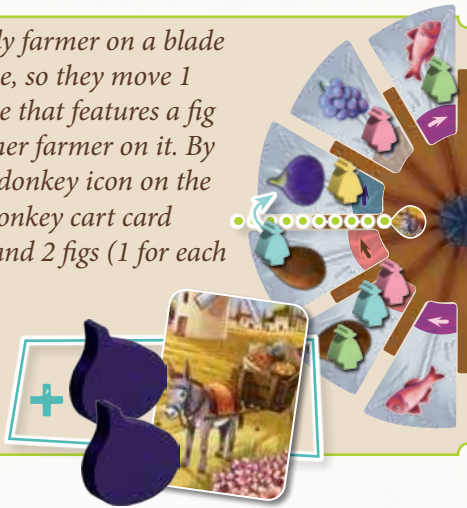 ly farmer on a blade
e, so they move 1
e that features a fig
ner farmer on it. By
donkey icon on the
onkey cart card
and 2 figs (1 for each
+